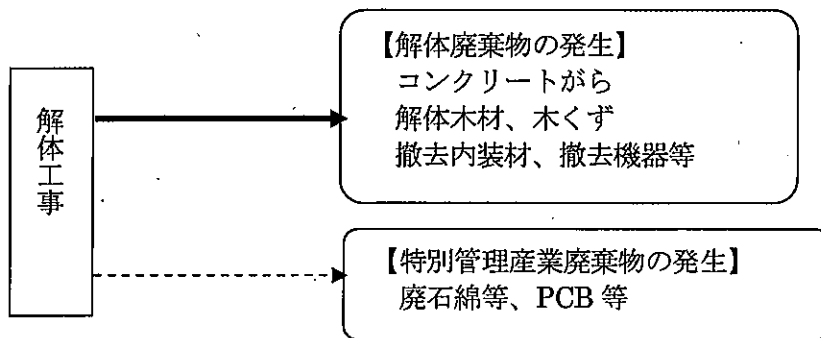 解体工事
【解体廃棄物の発生】
コンクリートがら
解体木材、木くず
撤去内装材、撤去機器等
【特別管理産業廃棄物の発生】
廃石綿等、PCB 等